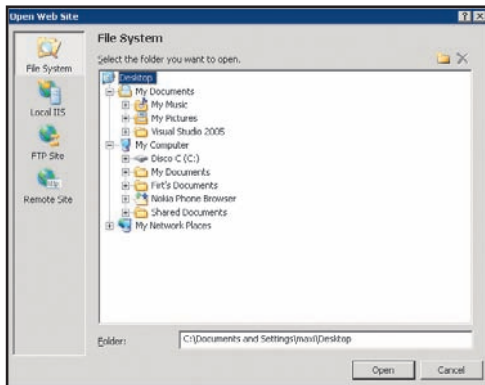 Open Web Site
File System
Local IIS
FTP Site
Remote Site
File System
Select the folder you want to open.
Desktop
My Documents
My Music
My Pictures
Visual Studio 2005
My Computer
Disco C (C:)
My Documents
Firt's Documents
Nokia Phone Browser
Shared Documents
My Network Places
Folder: C:\Documents and Settings\maxi\Desktop
Open Cancel